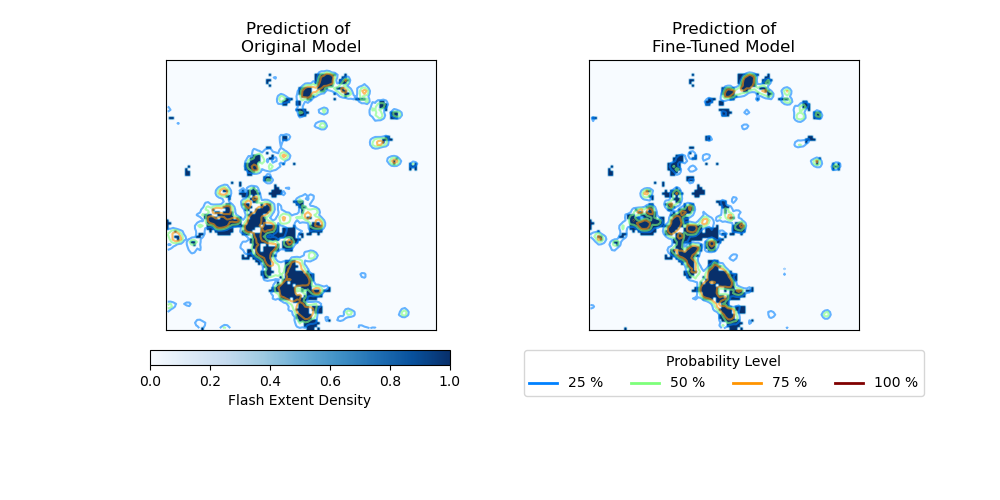 Prediction of
Original Model
Prediction of
Fine-Tuned Model
0.0 0.2 0.4 0.6 0.8 1.0
Flash Extent Density
Probability Level
25 % 50 % 75 % 100 %